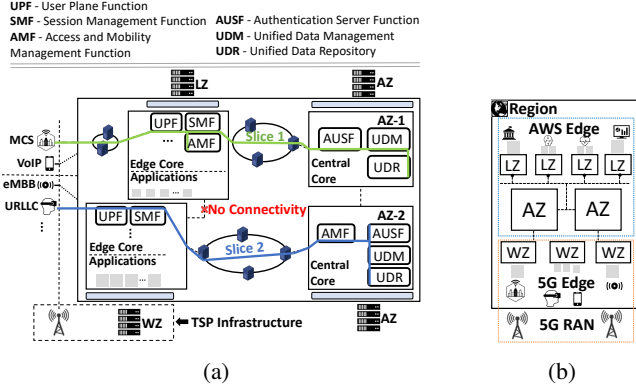 UPF - User Plane Function
SMF - Session Management Function
AMF - Access and Mobility
Management Function
AUSF - Authentication Server Function
UDM - Unified Data Management
UDR - Unified Data Repository
LZ
AZ
MCS
VoIP
eMBB
URLLC
UPF
SMF
AMF
Edge Core
Applications
...
Slice 1
AZ-1
AUSF
UDM
UDR
Central
Core
*No Connectivity
UPF
SMF
Edge Core
Applications
...
Slice 2
AZ-2
AMF
AUSF
UDM
UDR
Central
Core
WZ
TSP Infrastructure
AZ
(a)
Region
AWS Edge
LZ
LZ
LZ
LZ
AZ
AZ
WZ
WZ
WZ
5G Edge
5G RAN
(b)